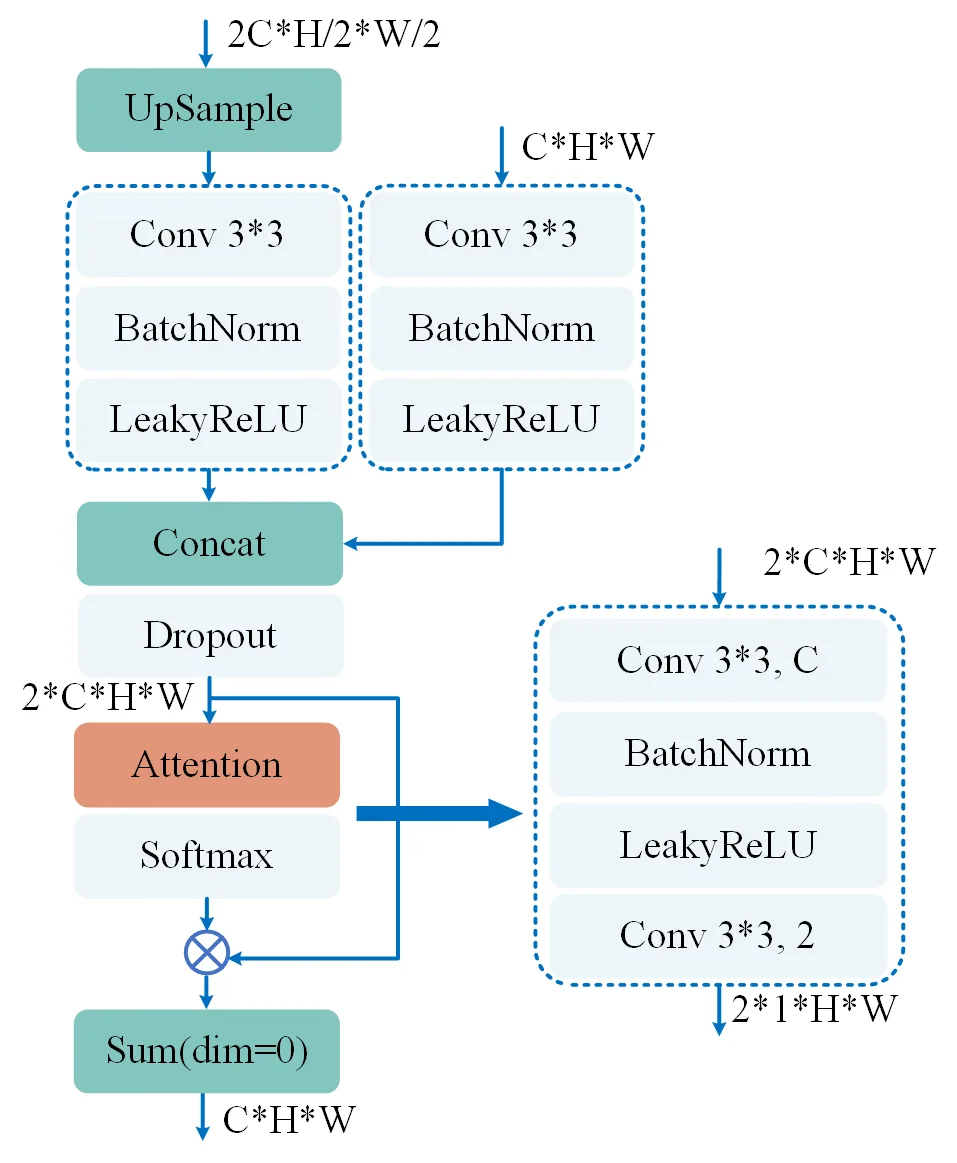 2C*H/2*W/2
UpSample
C*H*W
Conv 3*3
BatchNorm
LeakyReLU
Conv 3*3
BatchNorm
LeakyReLU
Concat
Dropout
2*C*H*W
Attention
Softmax
Sum(dim=0)
C*H*W
2*C*H*W
Conv 3*3, C
BatchNorm
LeakyReLU
Conv 3*3, 2
2*1*H*W